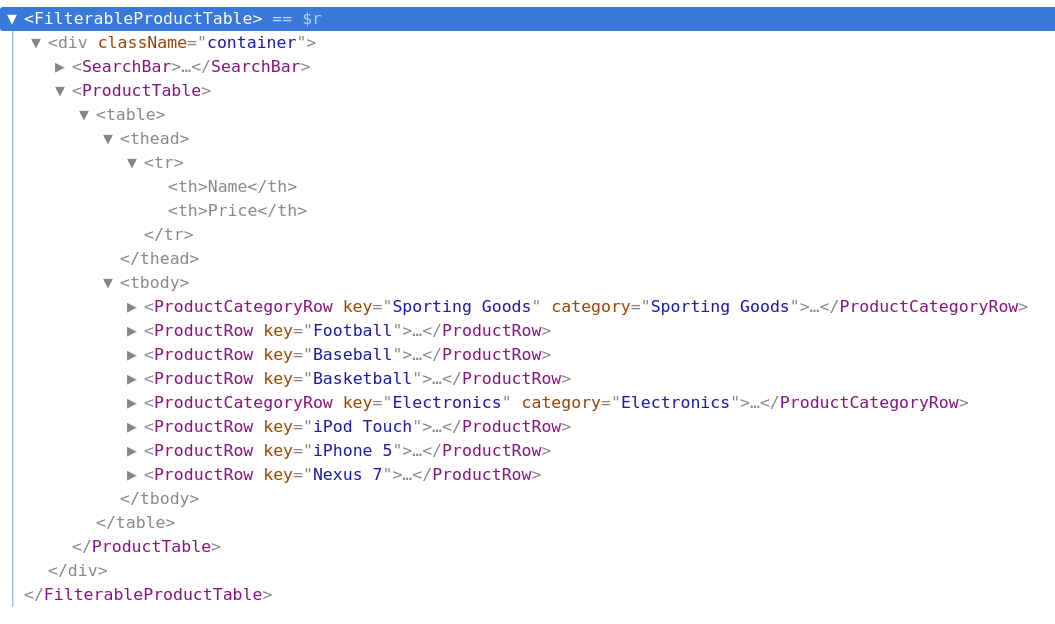 ▼ <FilterableProductTable> == $r
▼ <div className="container">
▶ <SearchBar>…</SearchBar>
▼ <ProductTable>
▼ <table>
▼ <thead>
▼ <tr>
<th>Name</th>
<th>Price</th>
</tr>
</thead>
▼ <tbody>
▶ <ProductCategoryRow key="Sporting Goods" category="Sporting Goods">…</ProductCategoryRow>
▶ <ProductRow key="Football">…</ProductRow>
▶ <ProductRow key="Baseball">…</ProductRow>
▶ <ProductRow key="Basketball">…</ProductRow>
▶ <ProductCategoryRow key="Electronics" category="Electronics">…</ProductCategoryRow>
▶ <ProductRow key="iPod Touch">…</ProductRow>
▶ <ProductRow key="iPhone 5">…</ProductRow>
▶ <ProductRow key="Nexus 7">…</ProductRow>
</tbody>
</table>
</ProductTable>
</div>
</FilterableProductTable>